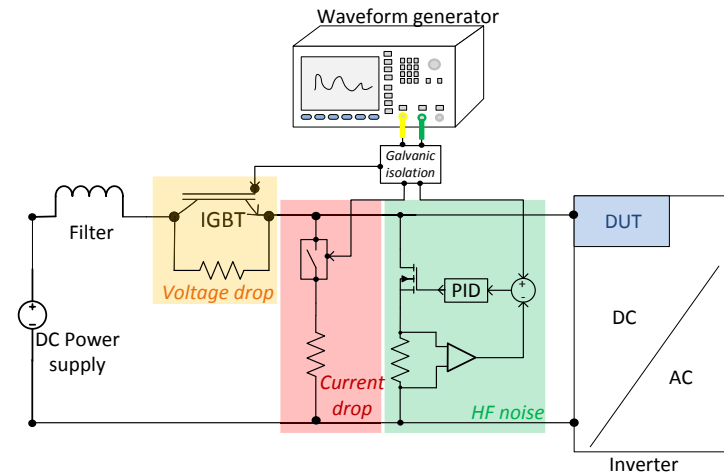 Waveform generator
Galvanic
isolation
Filter
IGBT
Voltage drop
DUT
+
-
PID
+
-
DC Power
supply
DC
AC
Current
drop
HF noise
Inverter